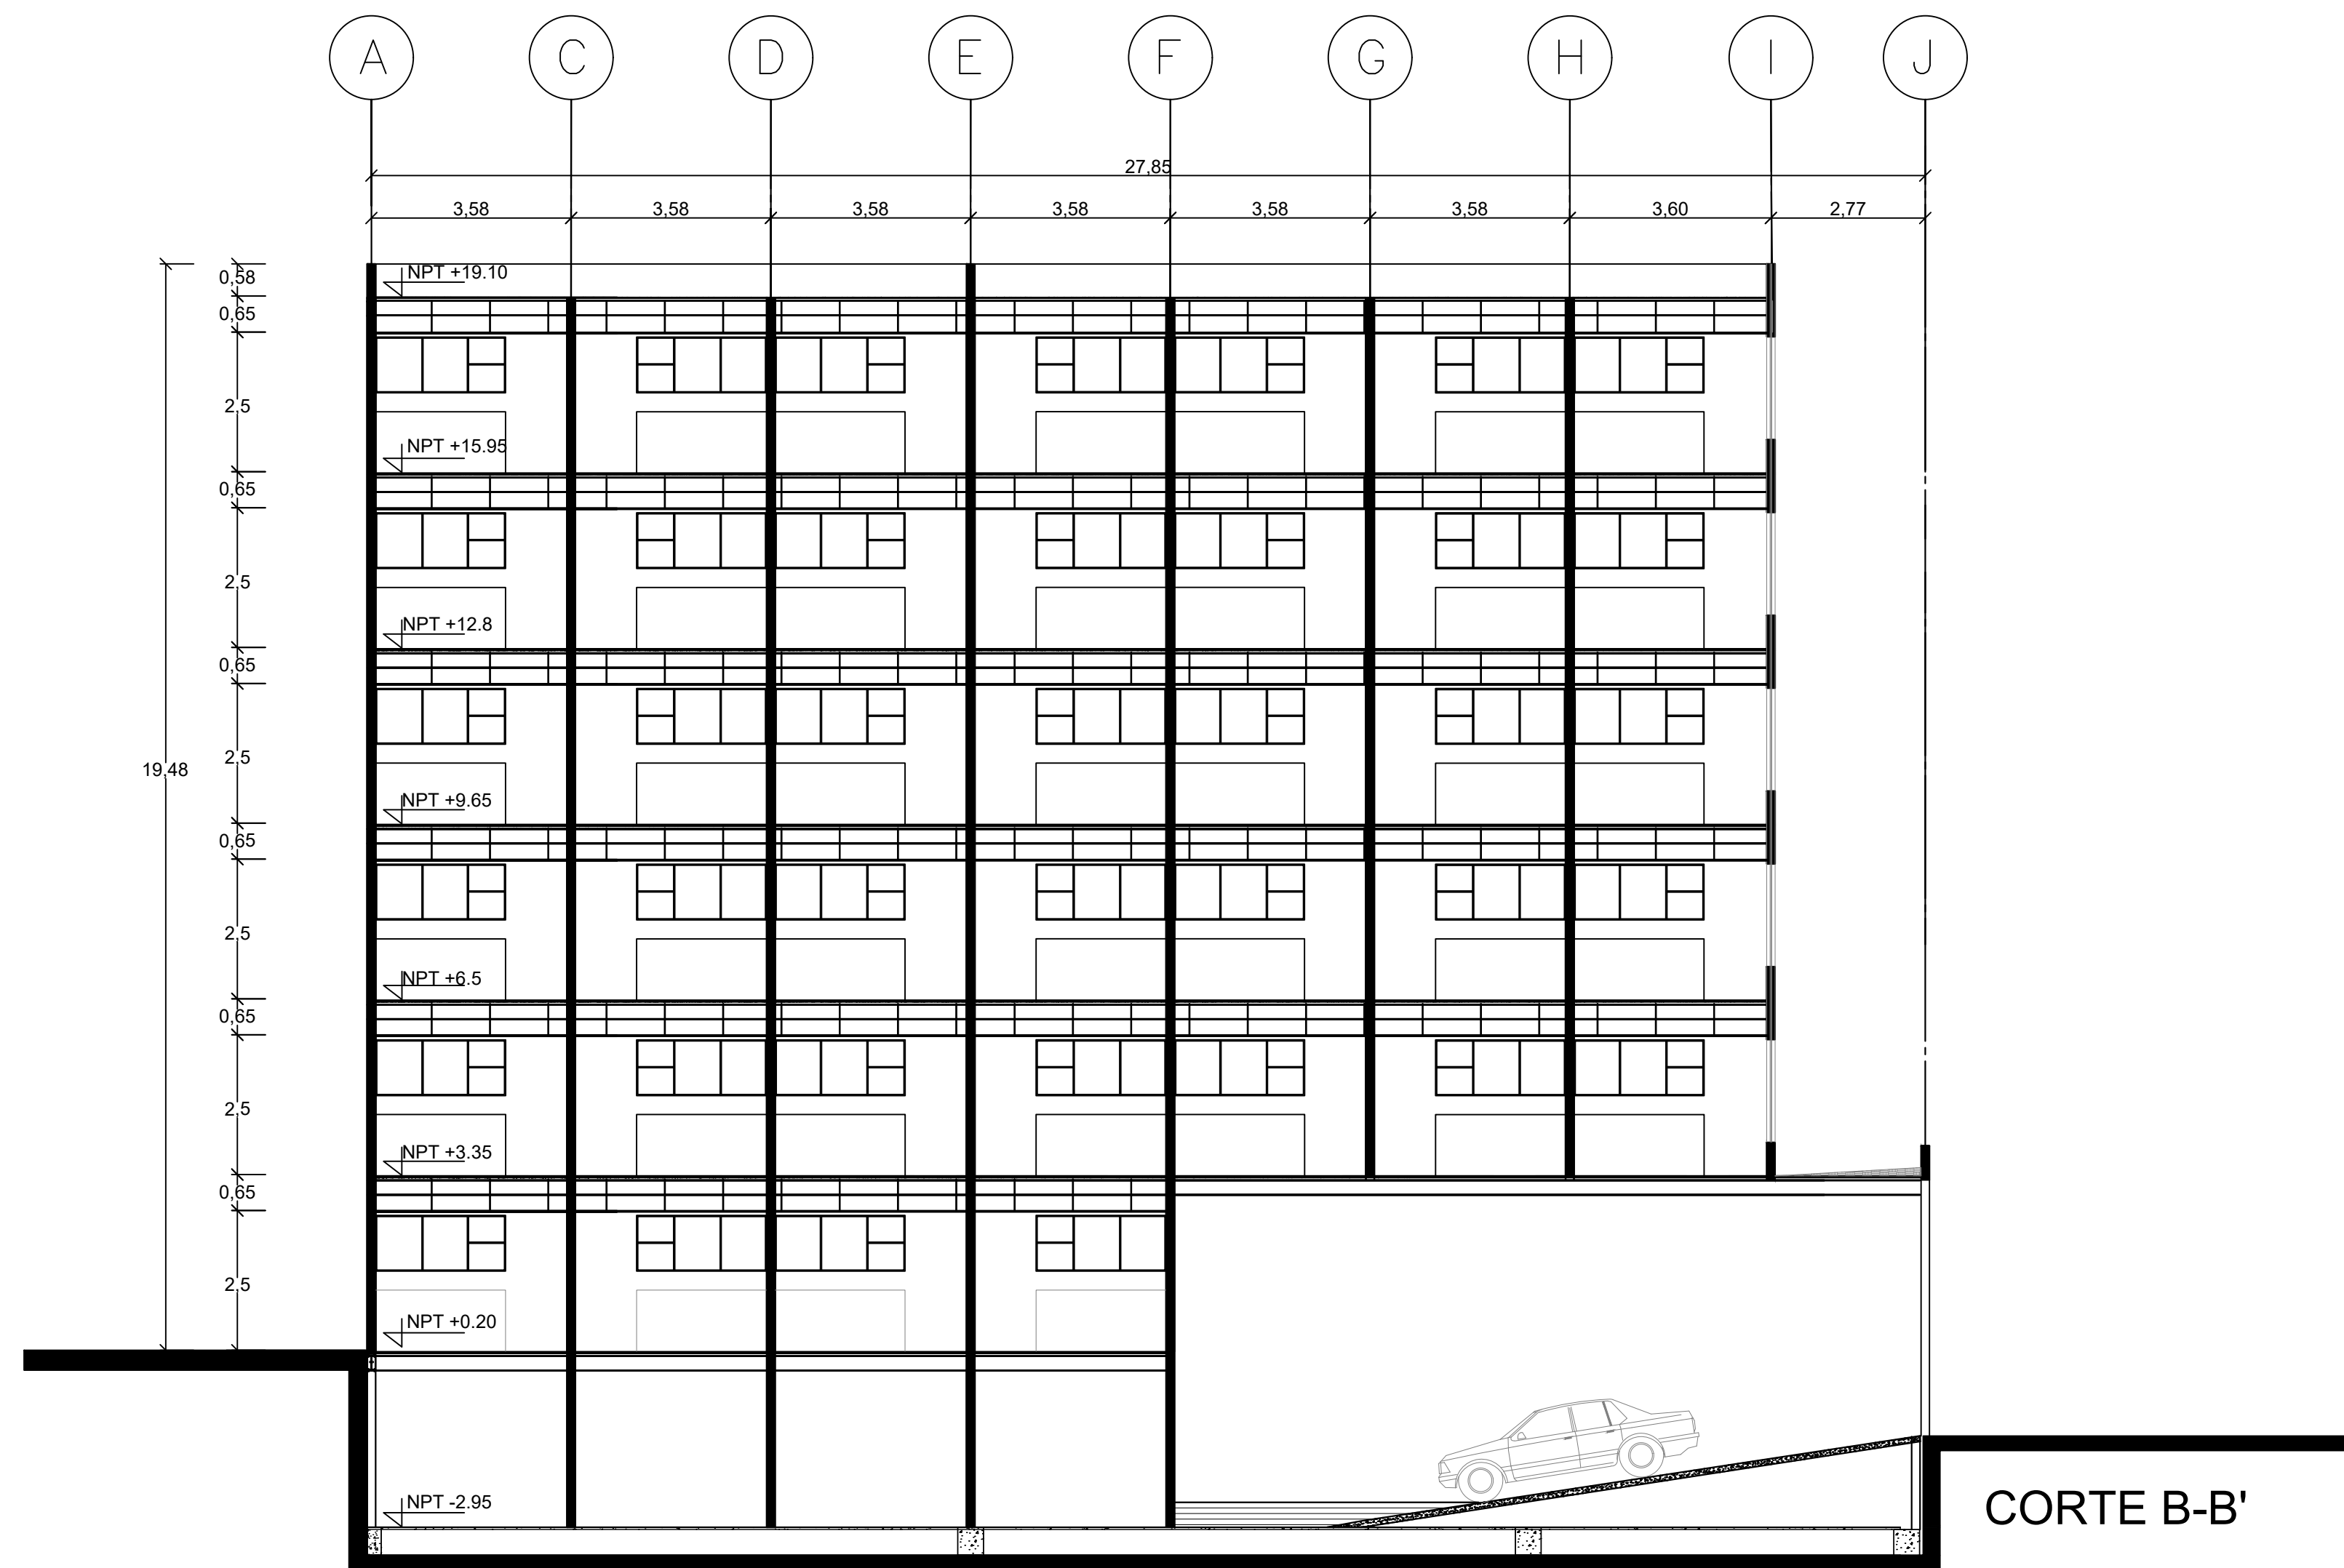 A C D E F G H I J
27,85
3,58 3,58 3,58 3,58 3,58 3,58 3,60 2,77
NPT +19.10
0,58
0,65
2,5
NPT +15.95
0,65
2,5
NPT +12.8
0,65
2,5
19,48
NPT +9.65
0,65
2,5
NPT +6.5
0,65
2,5
NPT +3.35
0,65
2,5
NPT +0.20
NPT -2.95
CORTE B-B'